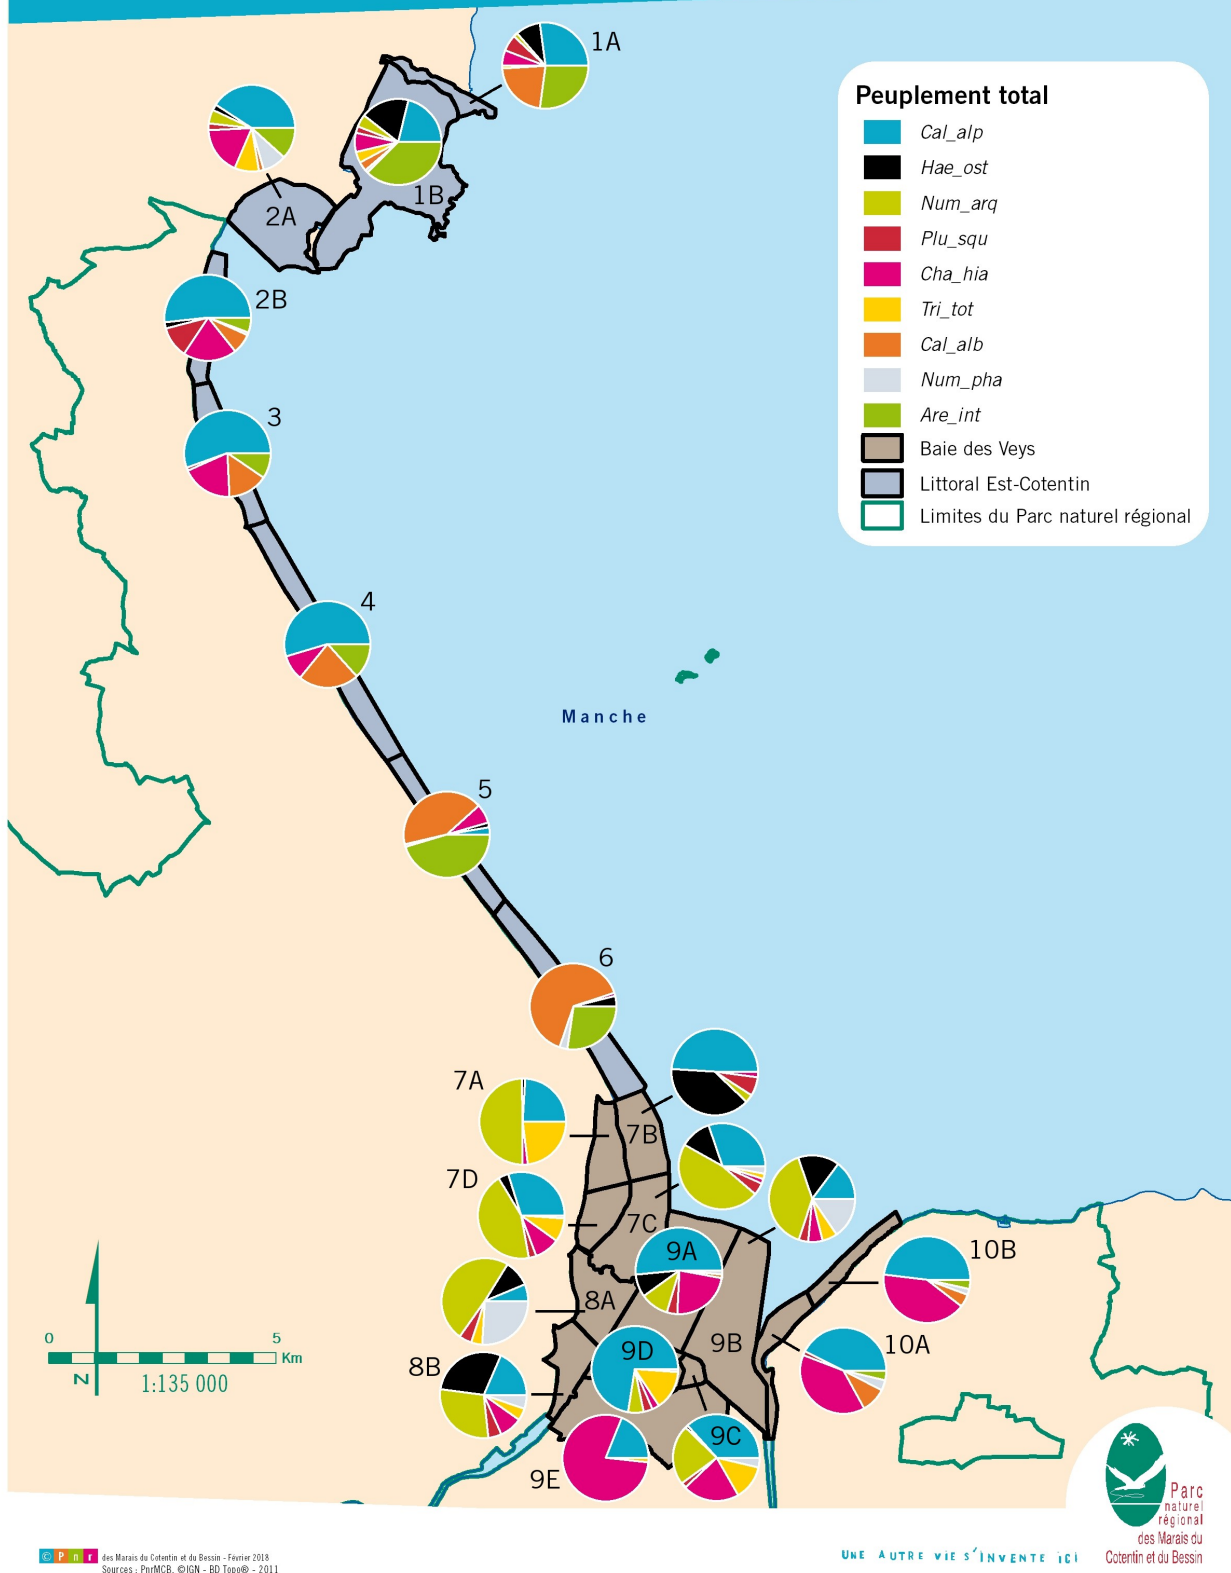 1A
Peuplement total
Cal_alp
Hae_ost
Num_arq
Plu_squ
Cha_hia
Tri_tot
Cal_alb
Num_pha
Are_int
Baie des Veys
Littoral Est-Cotentin
Limites du Parc naturel régional
1B
2A
2B
3
4
Manche
5
6
7A
7B
7D
7C
9A
10B
8A
9B
10A
8B
9D
9C
9E
0 5
Km
N
1:135 000
Parc
naturel
régional
des Marais du
Cotentin et du Bessin
UNE AUTRE VIE S'INVENTE ICI
© P n r des Marais du Cotentin et du Bessin - Février 2018
Sources : PnrMCB, ©IGN - BD Topo® - 2011